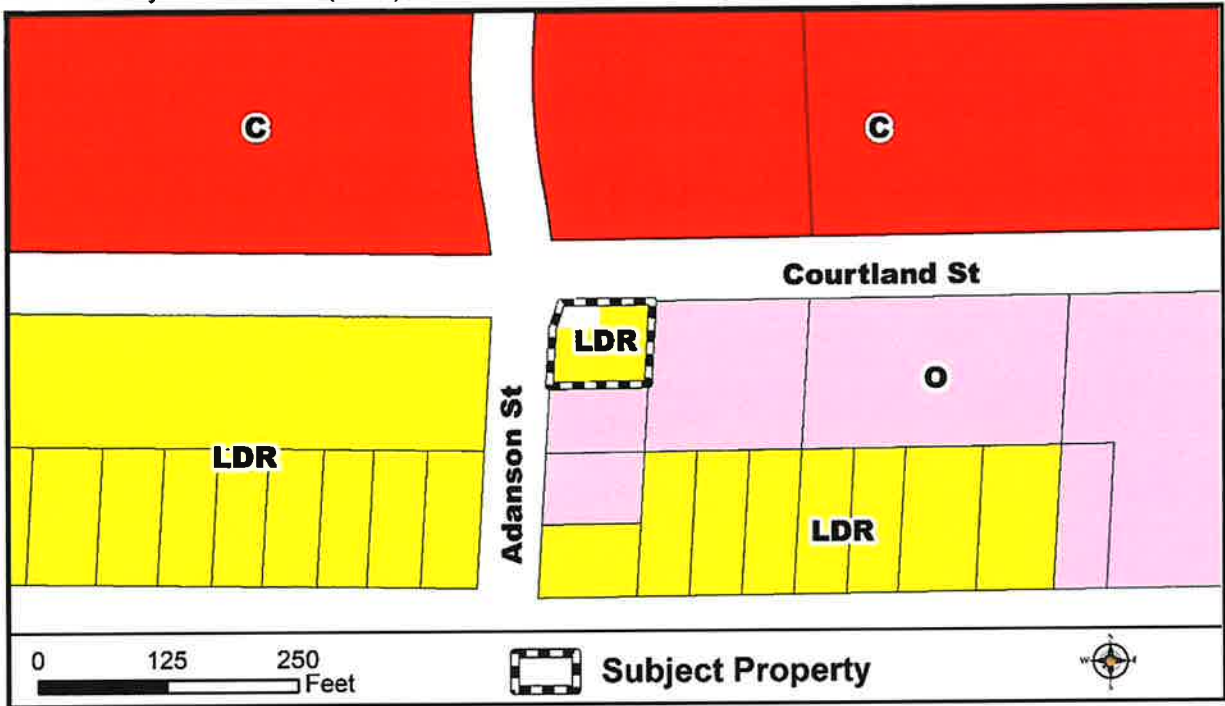 C
C
Courtland St
LDR
O
Adanson St
LDR
LDR
0 125 250
Feet
Subject Property
N
W E
S